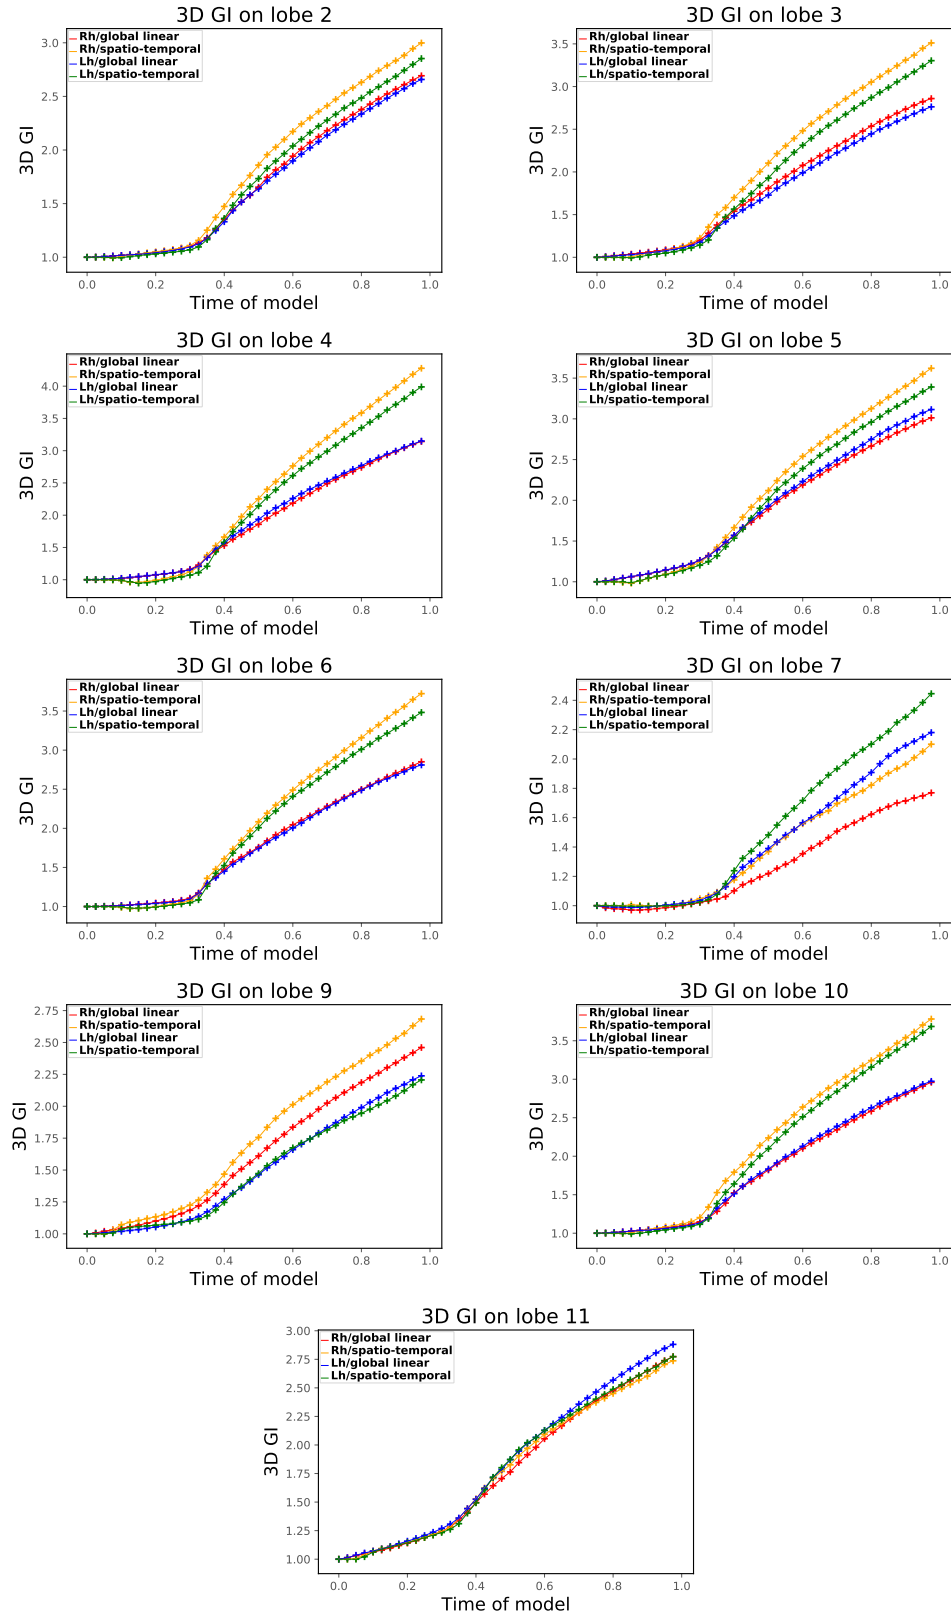 3D GI on lobe 2
Rh/global linear
Rh/spatio-temporal
Lh/global linear
Lh/spatio-temporal
3.0
2.5
2.0
1.5
1.0
3D GI
0.0 0.2 0.4 0.6 0.8 1.0
Time of model
3D GI on lobe 3
Rh/global linear
Rh/spatio-temporal
Lh/global linear
Lh/spatio-temporal
3.5
3.0
2.5
2.0
1.5
1.0
3D GI
0.0 0.2 0.4 0.6 0.8 1.0
Time of model
3D GI on lobe 4
Rh/global linear
Rh/spatio-temporal
Lh/global linear
Lh/spatio-temporal
4.0
3.5
3.0
2.5
2.0
1.5
1.0
3D GI
0.0 0.2 0.4 0.6 0.8 1.0
Time of model
3D GI on lobe 5
Rh/global linear
Rh/spatio-temporal
Lh/global linear
Lh/spatio-temporal
3.5
3.0
2.5
2.0
1.5
1.0
3D GI
0.0 0.2 0.4 0.6 0.8 1.0
Time of model
3D GI on lobe 6
Rh/global linear
Rh/spatio-temporal
Lh/global linear
Lh/spatio-temporal
3.5
3.0
2.5
2.0
1.5
1.0
3D GI
0.0 0.2 0.4 0.6 0.8 1.0
Time of model
3D GI on lobe 7
Rh/global linear
Rh/spatio-temporal
Lh/global linear
Lh/spatio-temporal
2.4
2.2
2.0
1.8
1.6
1.4
1.2
1.0
3D GI
0.0 0.2 0.4 0.6 0.8 1.0
Time of model
3D GI on lobe 9
Rh/global linear
Rh/spatio-temporal
Lh/global linear
Lh/spatio-temporal
2.75
2.50
2.25
2.00
1.75
1.50
1.25
1.00
3D GI
0.0 0.2 0.4 0.6 0.8 1.0
Time of model
3D GI on lobe 10
Rh/global linear
Rh/spatio-temporal
Lh/global linear
Lh/spatio-temporal
3.5
3.0
2.5
2.0
1.5
1.0
3D GI
0.0 0.2 0.4 0.6 0.8 1.0
Time of model
3D GI on lobe 11
Rh/global linear
Rh/spatio-temporal
Lh/global linear
Lh/spatio-temporal
3.00
2.75
2.50
2.25
2.00
1.75
1.50
1.25
1.00
3D GI
0.0 0.2 0.4 0.6 0.8 1.0
Time of model